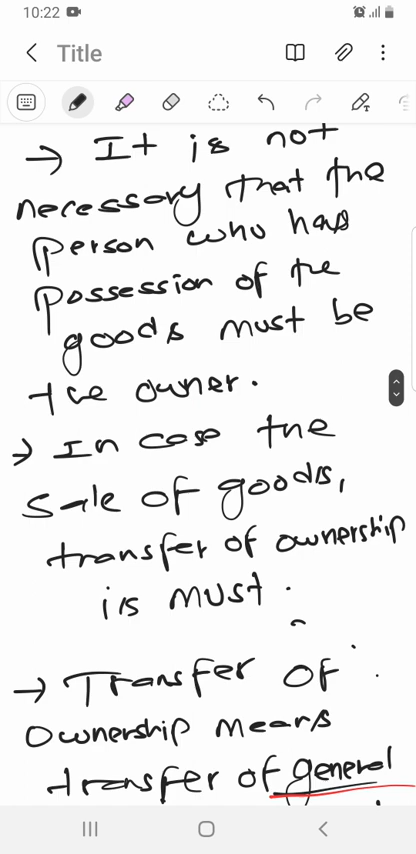 10:22
Title
→ It is not
necessary that the
person who has
possession of the
goods must be
the owner.
→ In case the
sale of goods,
transfer of ownership
is must.
→ Transfer of
ownership means
transfer of general